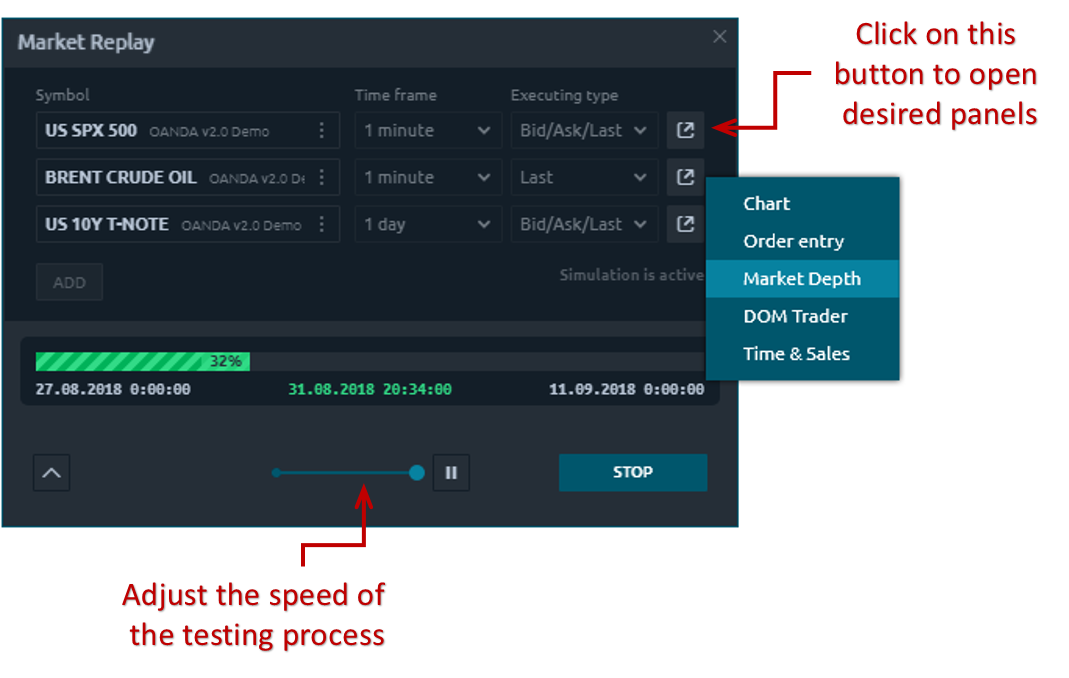 Market Replay
Click on this
button to open
desired panels
Symbol Time frame Executing type
US SPX 500 OANDA v2.0 Demo 1 minute Bid/Ask/Last
BRENT CRUDE OIL OANDA v2.0 De 1 minute Last
US 10Y T-NOTE OANDA v2.0 Demo 1 day Bid/Ask/Last
Chart
Order entry
Market Depth
DOM Trader
Time & Sales
ADD Simulation is active
32%
27.08.2018 0:00:00 31.08.2018 20:34:00 11.09.2018 0:00:00
STOP
Adjust the speed of
the testing process